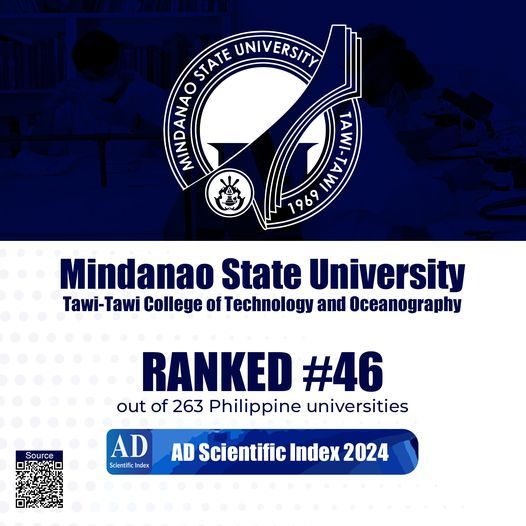 MINDANAO STATE UNIVERSITY
TAWI-TAWI
1969
Mindanao State University
Tawi-Tawi College of Technology and Oceanography
RANKED #46
out of 263 Philippine universities
AD
Scientific Index
AD Scientific Index 2024
Source